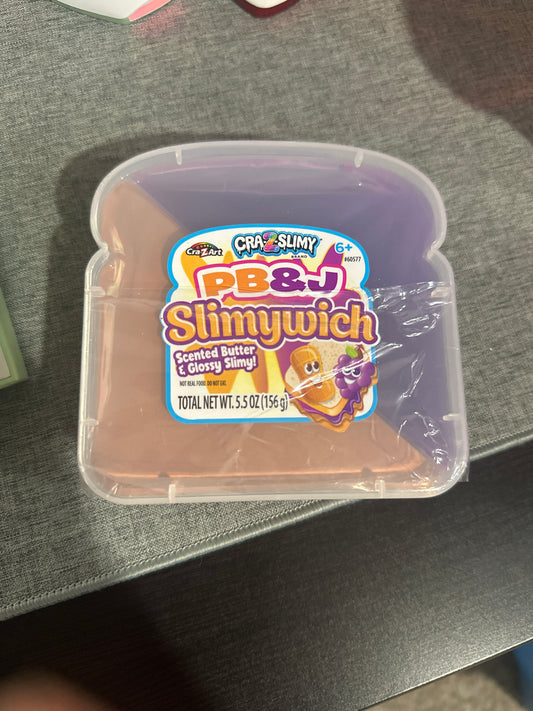 Cra-Z-Art
CRA-Z-SLIMY
BRAND
6+
#60577
PB&J
Slimywich
Scented Butter
& Glossy Slimy!
NOT REAL FOOD. DO NOT EAT.
TOTAL NET WT. 5.5 OZ (156 g)